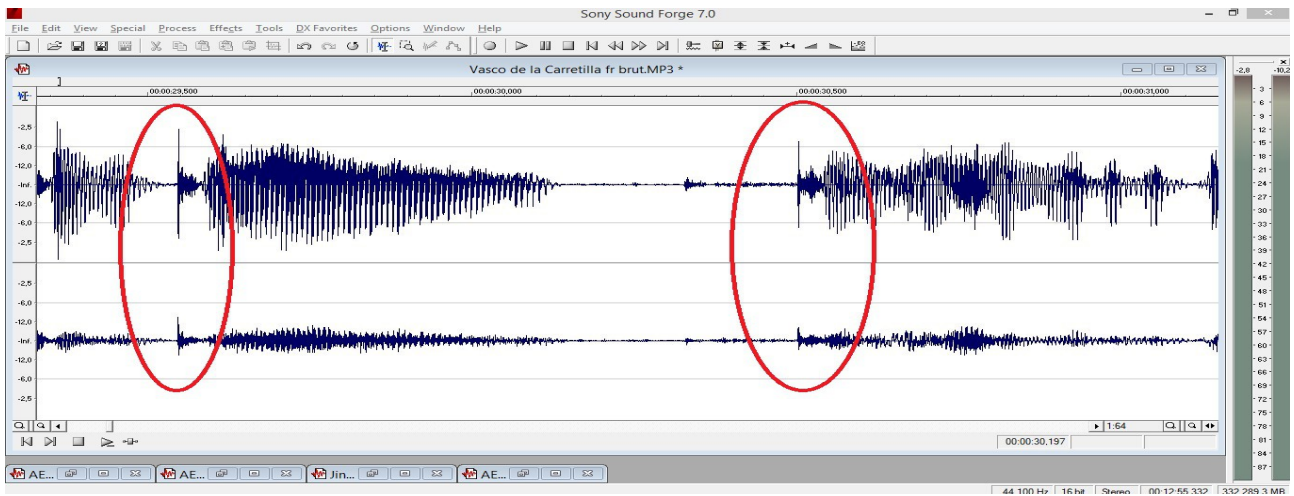 Sony Sound Forge 7.0
File Edit View Special Process Effects Tools DX Favorites Options Window Help
Vasco de la Carretilla fr brut.MP3 *
-2,8 -10,2
,00:00:29,500 ,00:00:30,000 ,00:00:30,500 ,00:00:31,000
-2,5
-6,0
-12,0
-Inf.
-12,0
-6,0
-2,5
-2,5
-6,0
-12,0
-Inf.
-12,0
-6,0
-2,5
- 3 -
- 6 -
- 9 -
- 12 -
- 15 -
- 18 -
- 21 -
- 24 -
- 27 -
- 30 -
- 33 -
- 36 -
- 39 -
- 42 -
- 45 -
- 48 -
- 51 -
- 54 -
- 57 -
- 60 -
- 63 -
- 66 -
- 69 -
- 72 -
- 75 -
- 78 -
- 81 -
- 84 -
- 87 -
1:64
00:00:30,197
AE... AE... Jin... AE...
44 100 Hz 16 bit Stereo 00:12:55,332 332 289,3 MB